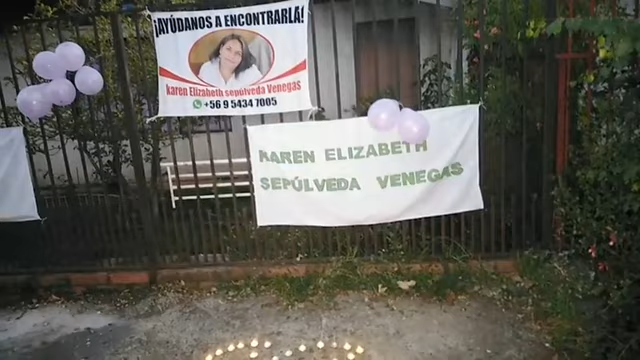 ¡AYÚDANOS A ENCONTRARLA!
karen Elizabeth sepúlveda Venegas
+56 9 5434 7005
KAREN ELIZABETH
SEPÚLVEDA VENEGAS